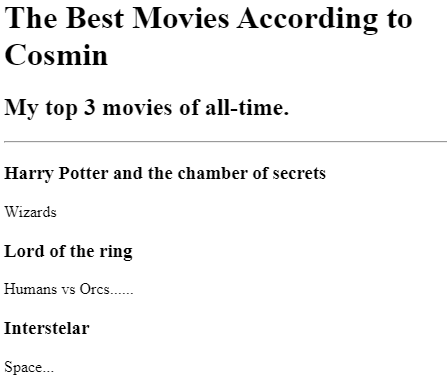 The Best Movies According to
Cosmin
My top 3 movies of all-time.
Harry Potter and the chamber of secrets
Wizards
Lord of the ring
Humans vs Orcs......
Interstelar
Space...